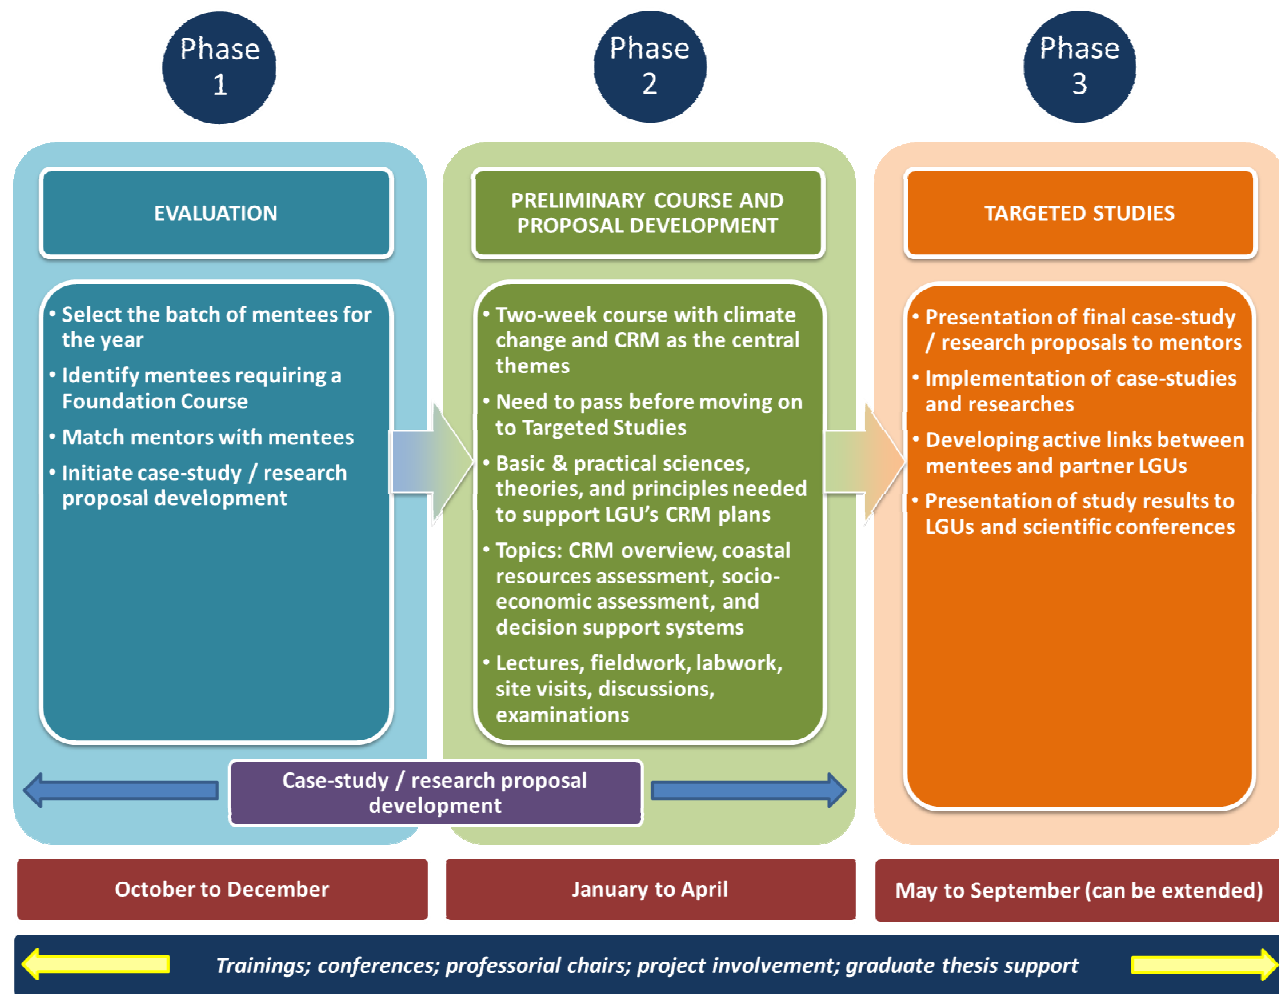 Phase
1
Phase
2
Phase
3
EVALUATION
• Select the batch of mentees for
the year
• Identify mentees requiring a
Foundation Course
• Match mentors with mentees
• Initiate case-study / research
proposal development
PRELIMINARY COURSE AND
PROPOSAL DEVELOPMENT
• Two-week course with climate
change and CRM as the central
themes
• Need to pass before moving on
to Targeted Studies
• Basic & practical sciences,
theories, and principles needed
to support LGU’s CRM plans
• Topics: CRM overview, coastal
resources assessment, socio-
economic assessment, and
decision support systems
• Lectures, fieldwork, labwork,
site visits, discussions,
examinations
TARGETED STUDIES
• Presentation of final case-study
/ research proposals to mentors
• Implementation of case-studies
and researches
• Developing active links between
mentees and partner LGUs
• Presentation of study results to
LGUs and scientific conferences
Case-study / research proposal
development
October to December
January to April
May to September (can be extended)
Trainings; conferences; professorial chairs; project involvement; graduate thesis support